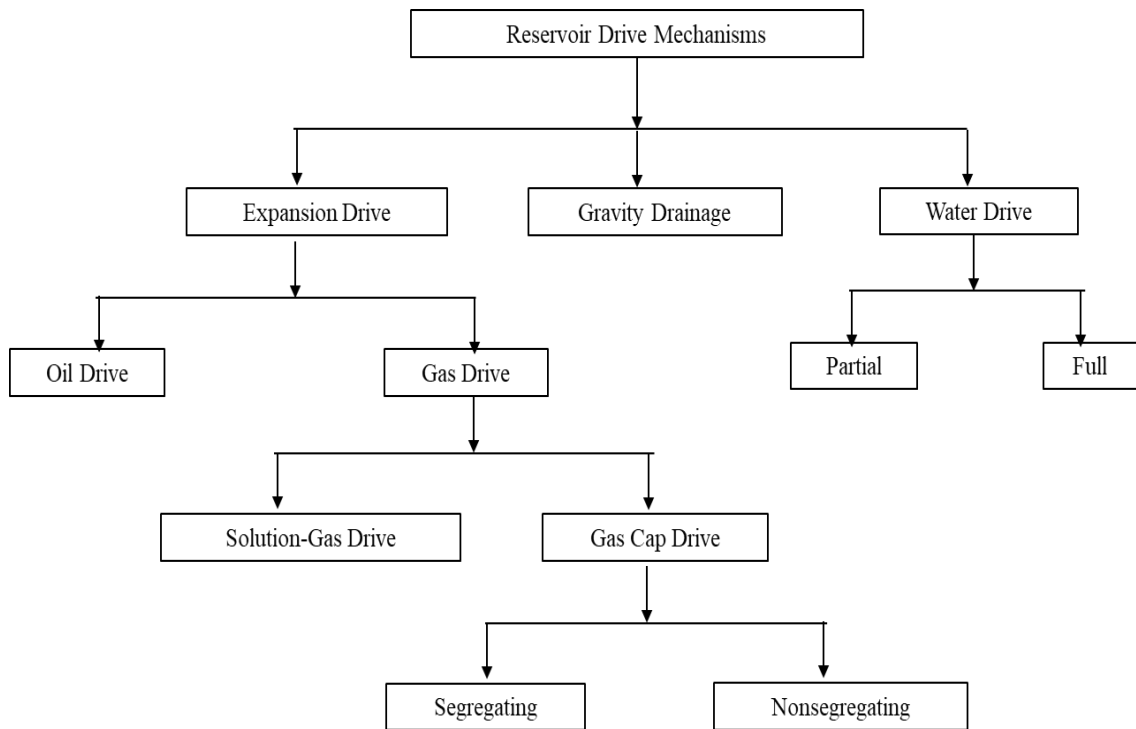 Reservoir Drive Mechanisms
Expansion Drive
Gravity Drainage
Water Drive
Oil Drive
Gas Drive
Partial
Full
Solution-Gas Drive
Gas Cap Drive
Segregating
Nonsegregating